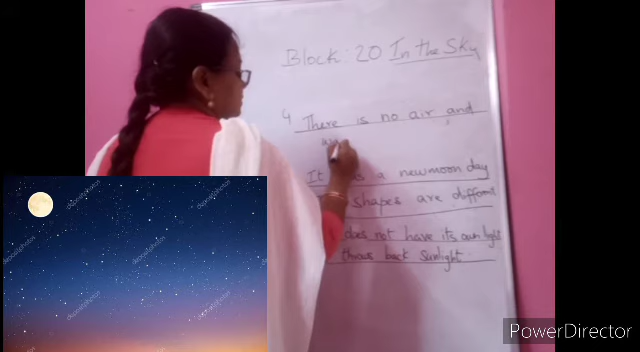 Block: 20 In the Sky
4 There is no air and
It is a newmoon day
shapes are different
does not have its own light
throws back sunlight.
depositphotos
PowerDirector